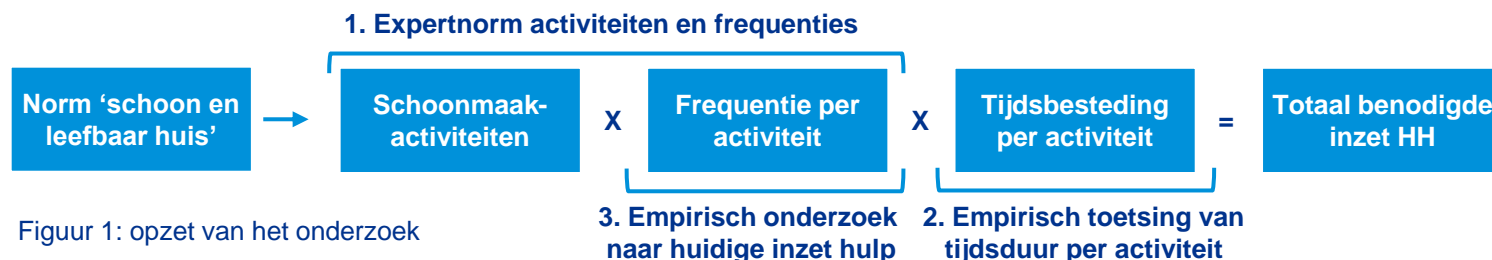 1. Expertnorm activiteiten en frequenties
Norm ‘schoon en
leefbaar huis’
Schoonmaak-
activiteiten
X
Frequentie per
activiteit
X
Tijdsbesteding
per activiteit
=
Totaal benodigde
inzet HH
3. Empirisch onderzoek
naar huidige inzet hulp
2. Empirisch toetsing van
tijdsduur per activiteit
Figuur 1: opzet van het onderzoek